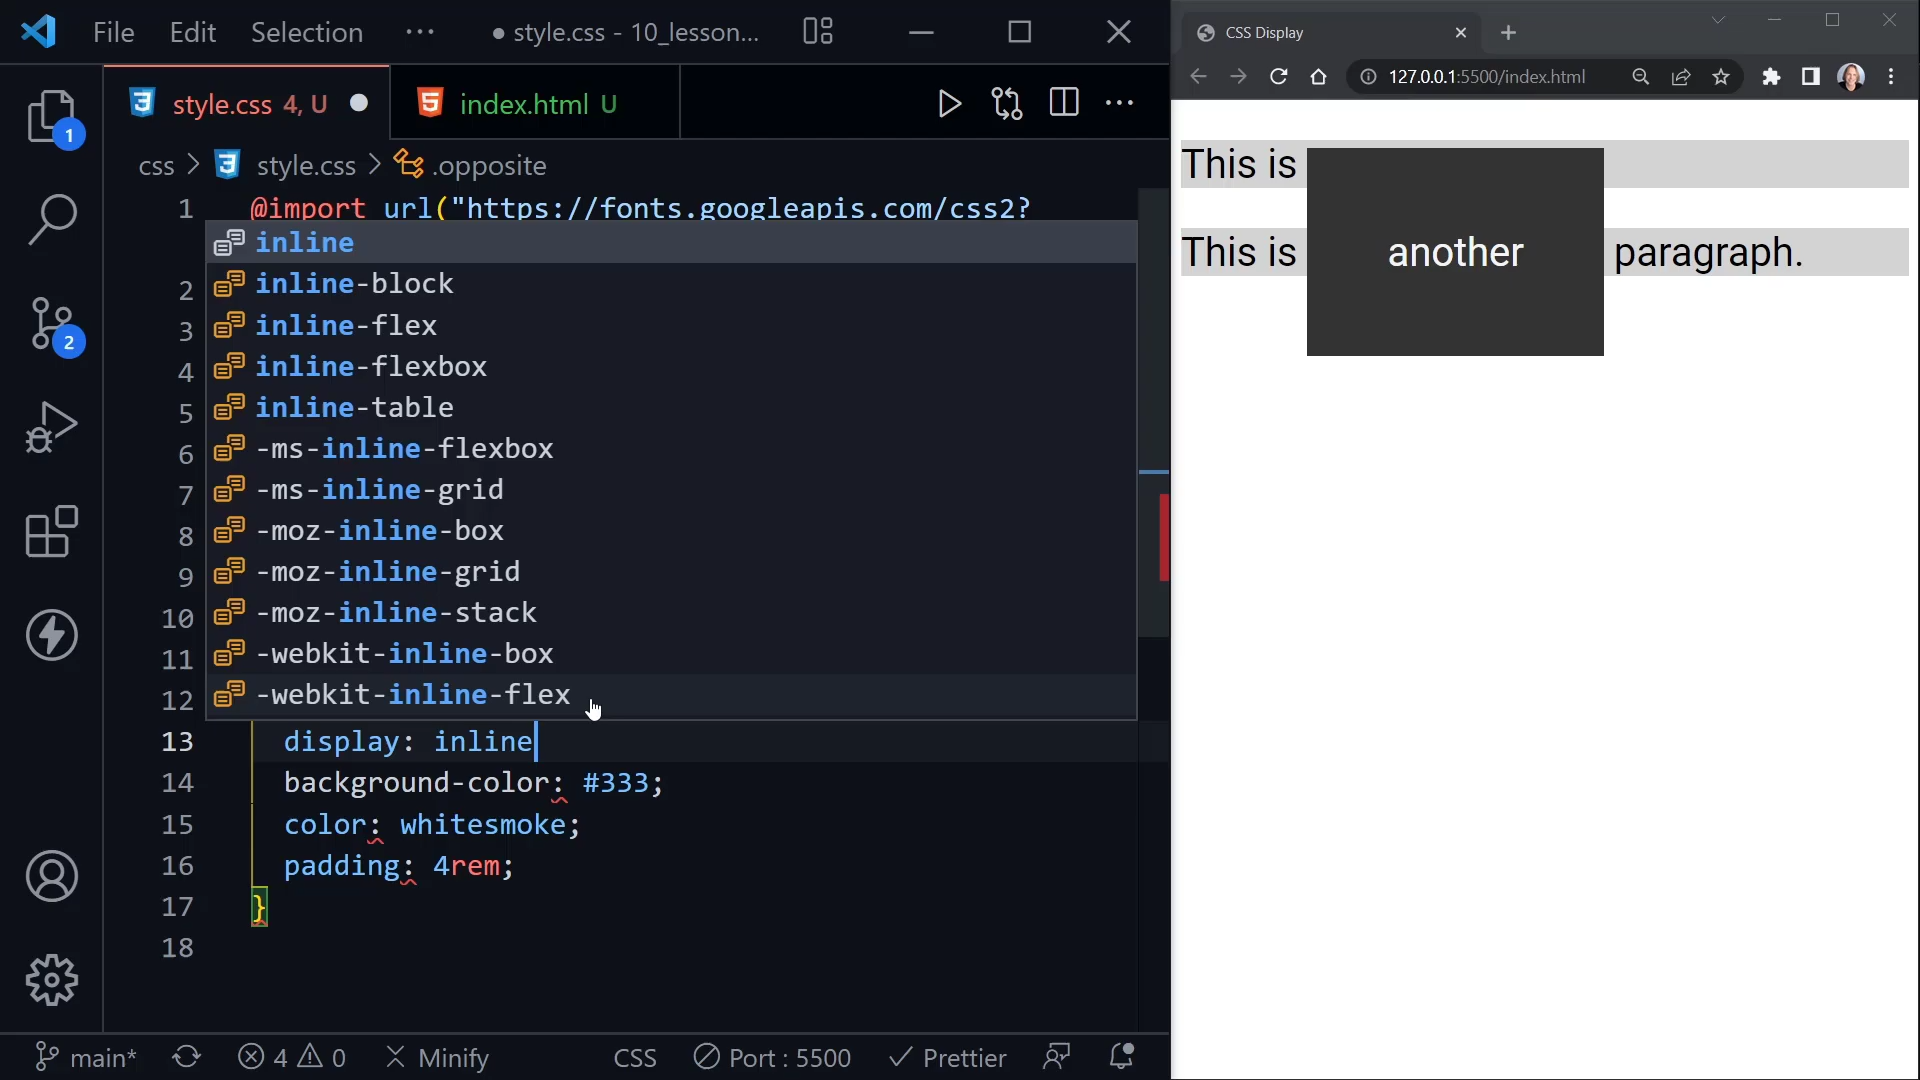 File Edit Selection ··· ● style.css - 10_lesson...
style.css 4, U ● index.html U
css > style.css > .opposite
1 @import url("https://fonts.googleapis.com/css2?
inline
2 inline-block
3 inline-flex
4 inline-flexbox
5 inline-table
6 -ms-inline-flexbox
7 -ms-inline-grid
8 -moz-inline-box
9 -moz-inline-grid
10 -moz-inline-stack
11 -webkit-inline-box
12 -webkit-inline-flex
13 display: inline
14 background-color: #333;
15 color: whitesmoke;
16 padding: 4rem;
17 }
18
1
2
main* 4 0 Minify CSS Port : 5500 Prettier
CSS Display
127.0.0.1:5500/index.html
This is
This is another paragraph.